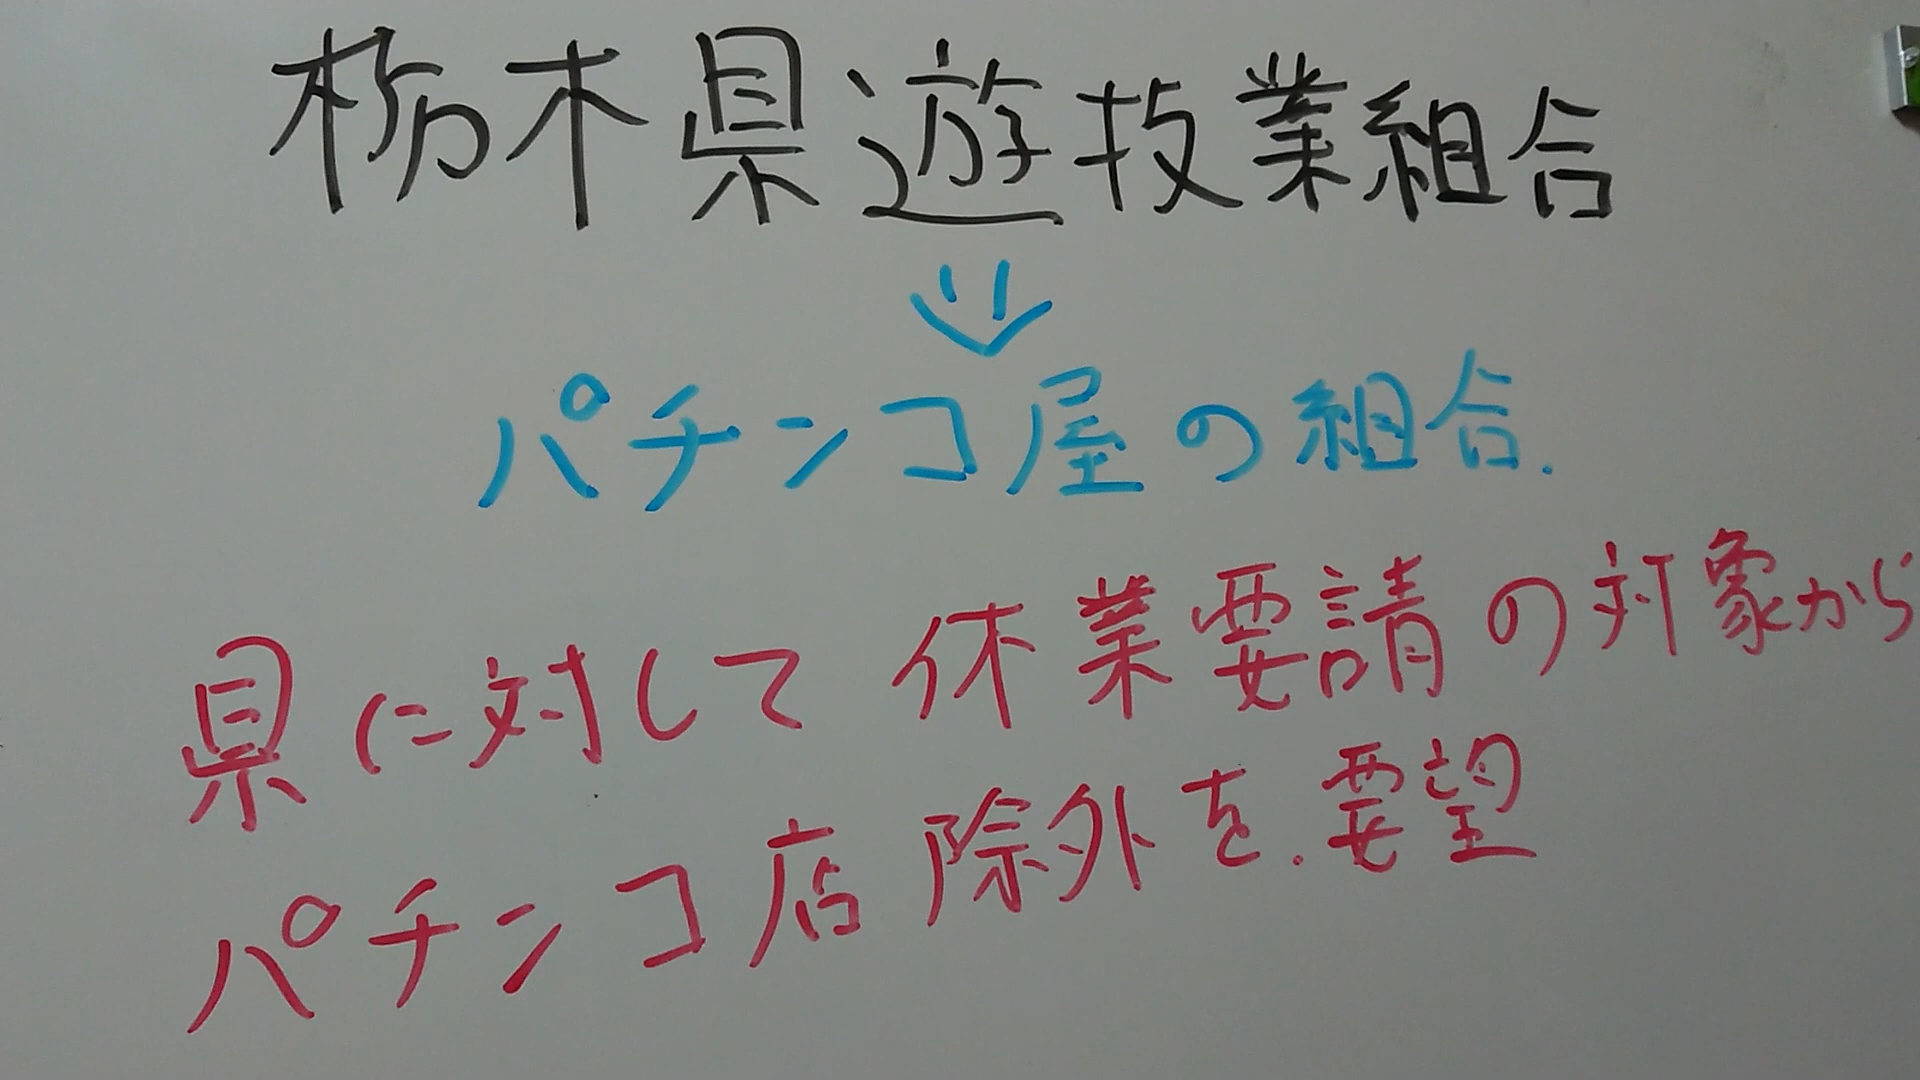 栃木県遊技業組合
⇓
パチンコ屋の組合.
県に対して休業要請の対象から
パチンコ店除外を.要望